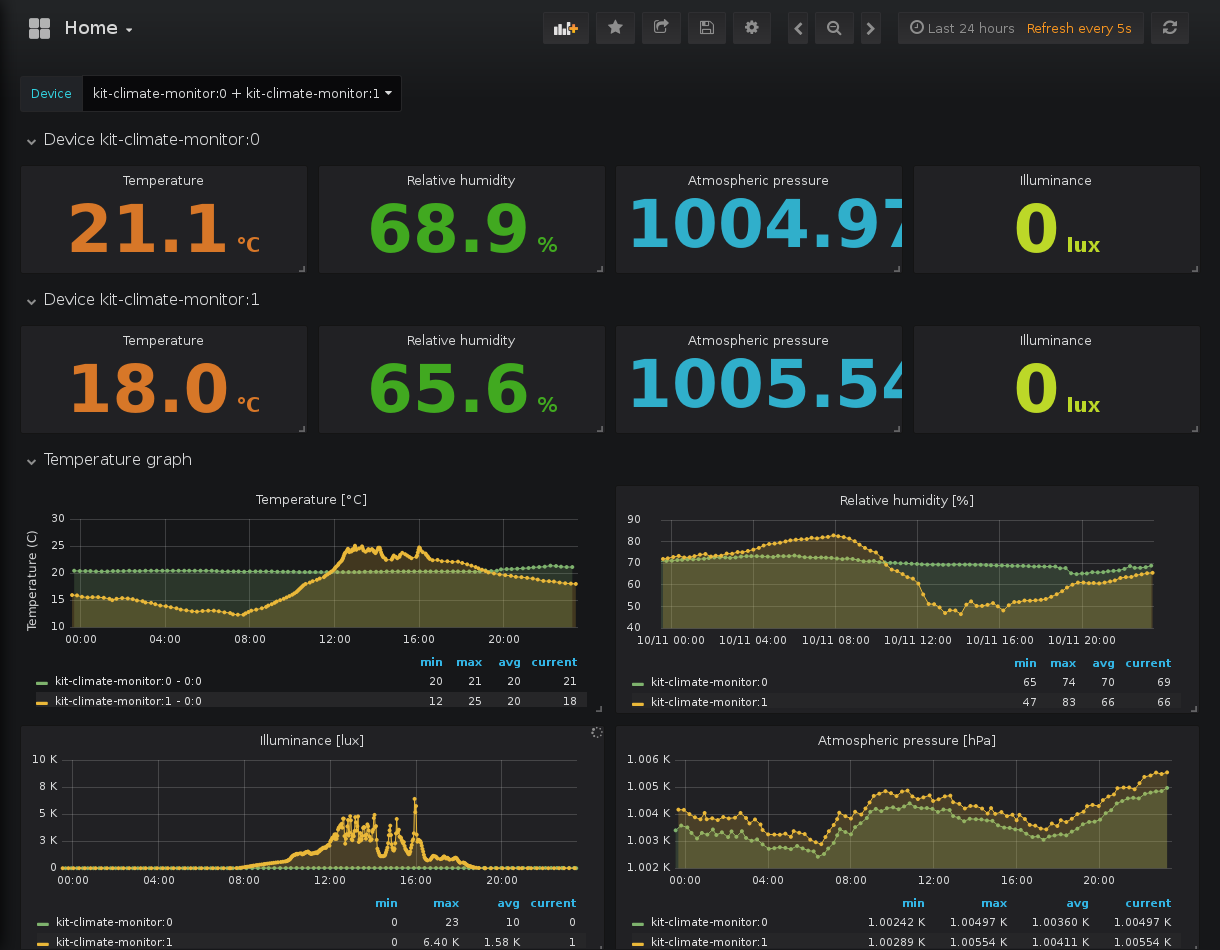 Home
Last 24 hours Refresh every 5s
Device kit-climate-monitor:0 + kit-climate-monitor:1
Device kit-climate-monitor:0
Temperature Relative humidity Atmospheric pressure Illuminance
21.1 °C 68.9 % 1004.97 0 lux
Device kit-climate-monitor:1
Temperature Relative humidity Atmospheric pressure Illuminance
18.0 °C 65.6 % 1005.54 0 lux
Temperature graph
Temperature [°C]
Temperature (C)
30
25
20
15
10
00:00 04:00 08:00 12:00 16:00 20:00
min max avg current
kit-climate-monitor:0 - 0:0 20 21 20 21
kit-climate-monitor:1 - 0:0 12 25 20 18
Relative humidity [%]
90
80
70
60
50
40
10/11 00:00 10/11 04:00 10/11 08:00 10/11 12:00 10/11 16:00 10/11 20:00
min max avg current
kit-climate-monitor:0 65 74 70 69
kit-climate-monitor:1 47 83 66 66
Illuminance [lux]
10 K
8 K
5 K
3 K
0
00:00 04:00 08:00 12:00 16:00 20:00
min max avg current
kit-climate-monitor:0 0 23 10 0
kit-climate-monitor:1 0 6.40 K 1.58 K 1
Atmospheric pressure [hPa]
1.006 K
1.005 K
1.004 K
1.003 K
1.002 K
00:00 04:00 08:00 12:00 16:00 20:00
min max avg current
kit-climate-monitor:0 1.00242 K 1.00497 K 1.00360 K 1.00497 K
kit-climate-monitor:1 1.00289 K 1.00554 K 1.00411 K 1.00554 K